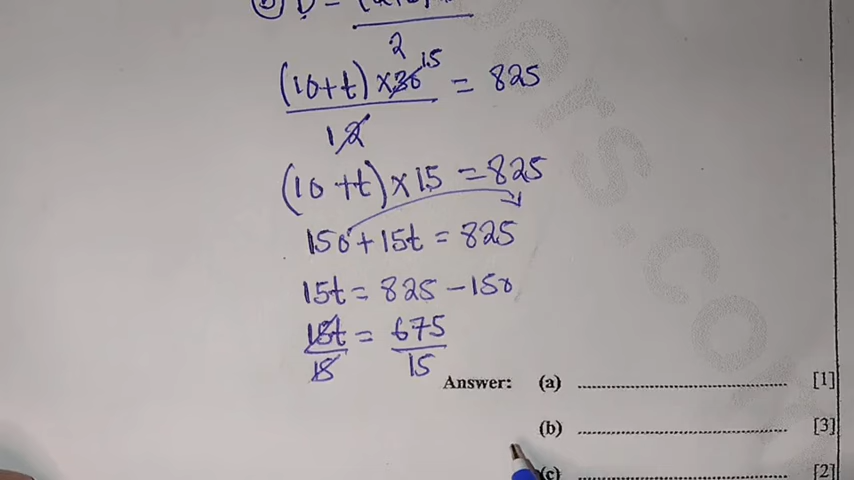 (b) D =
2
(10+t) × 30 15 = 825
1 2
(10+t) × 15 = 825
150 + 15t = 825
15t = 825 - 150
15t/15 = 675/15
Answer: (a) .......... [1]
(b) .......... [3]
(c) .......... [2]